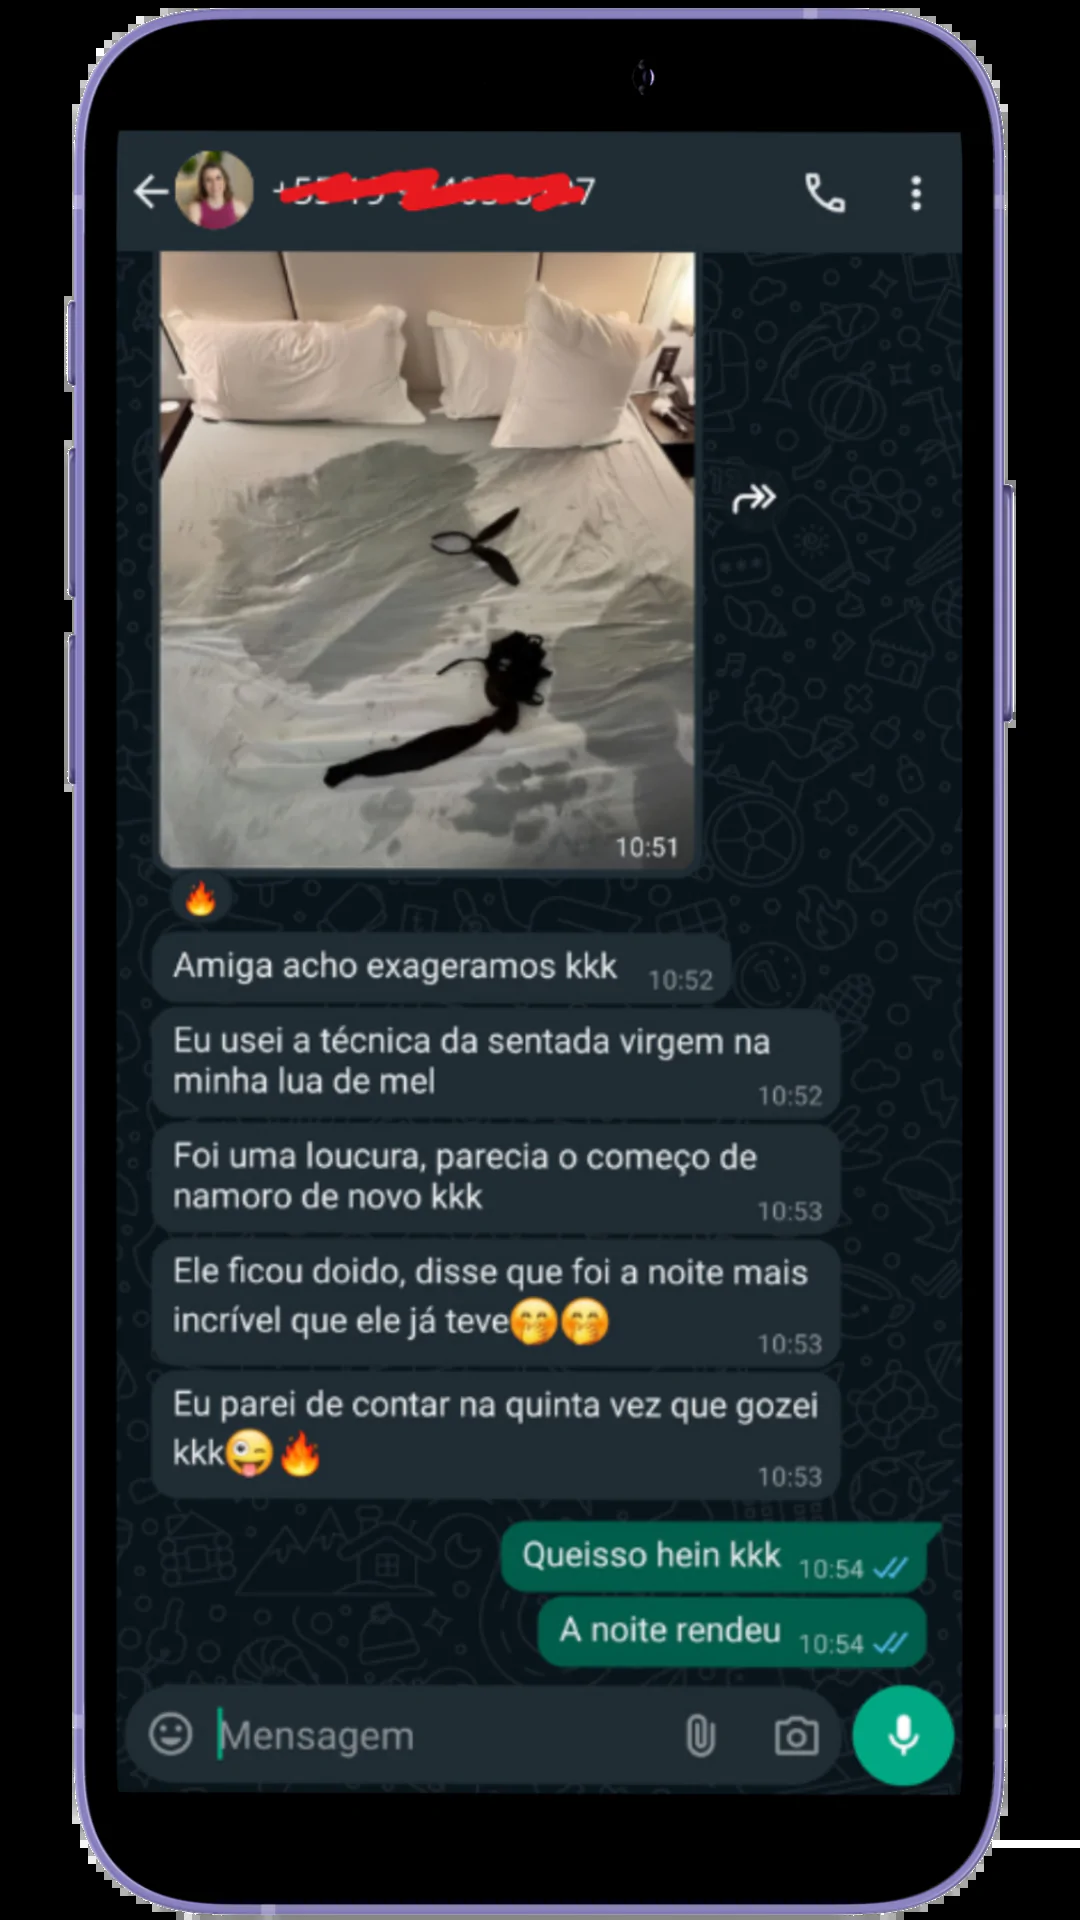 10:51
Amiga acho exageramos kkk 10:52
Eu usei a técnica da sentada virgem na
minha lua de mel
10:52
Foi uma loucura, parecia o começo de
namoro de novo kkk
10:53
Ele ficou doido, disse que foi a noite mais
incrível que ele já teve🤭🤭
10:53
Eu parei de contar na quinta vez que gozei
kkk😜🔥
10:53
Queisso hein kkk 10:54
A noite rendeu 10:54
Mensagem